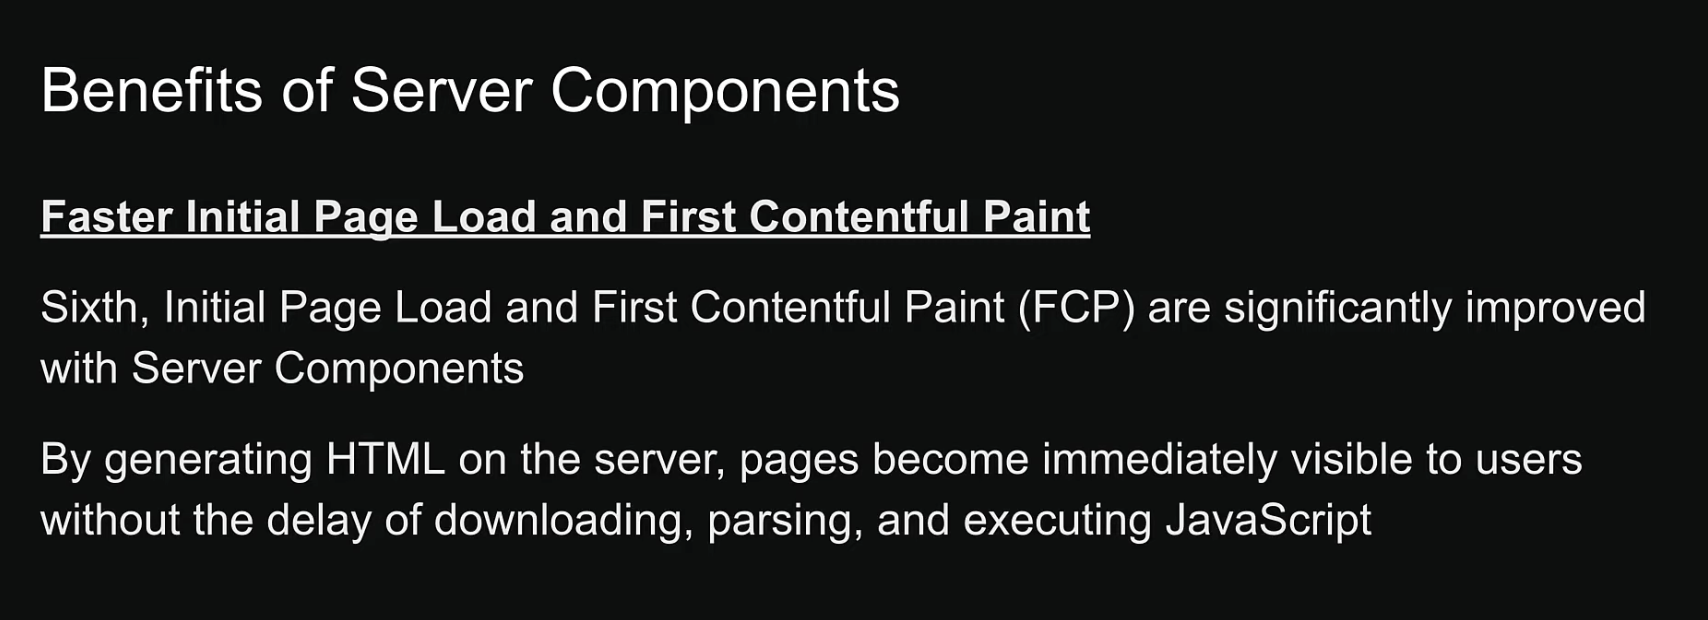 Benefits of Server Components
Faster Initial Page Load and First Contentful Paint
Sixth, Initial Page Load and First Contentful Paint (FCP) are significantly improved
with Server Components
By generating HTML on the server, pages become immediately visible to users
without the delay of downloading, parsing, and executing JavaScript